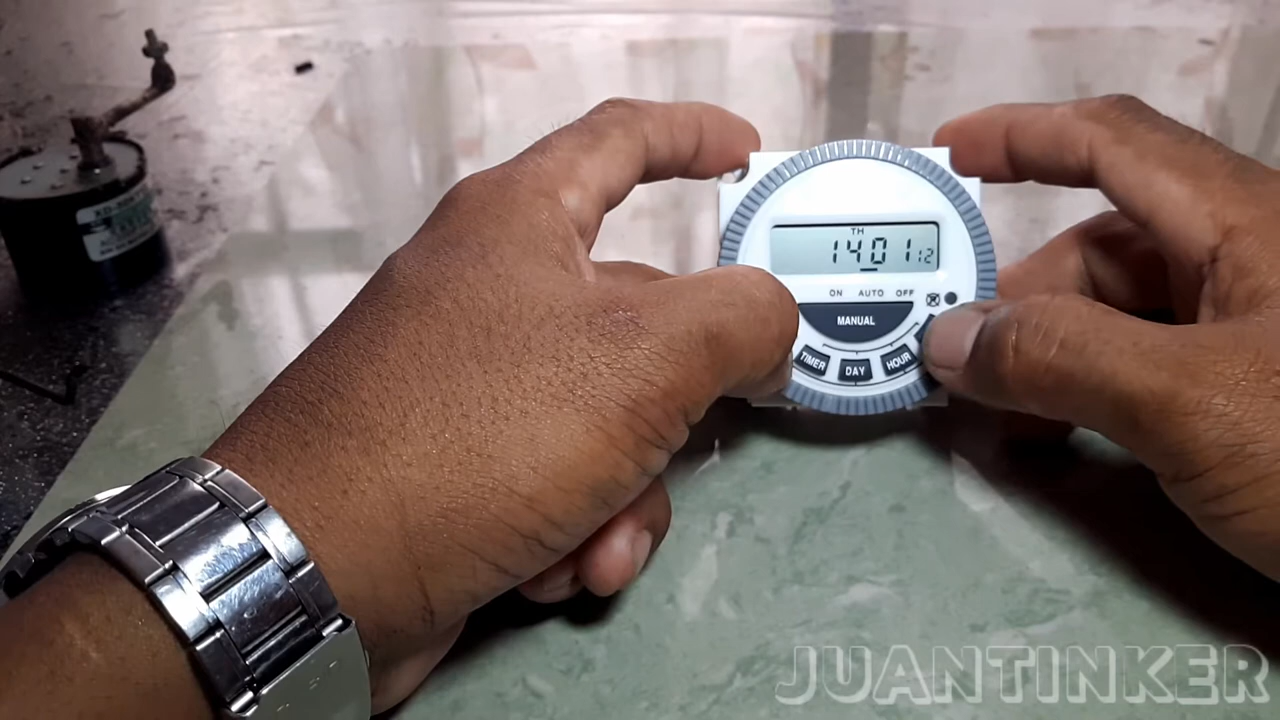 TH
14 01 12
ON AUTO OFF
MANUAL
TIMER DAY HOUR
JUANTINKER